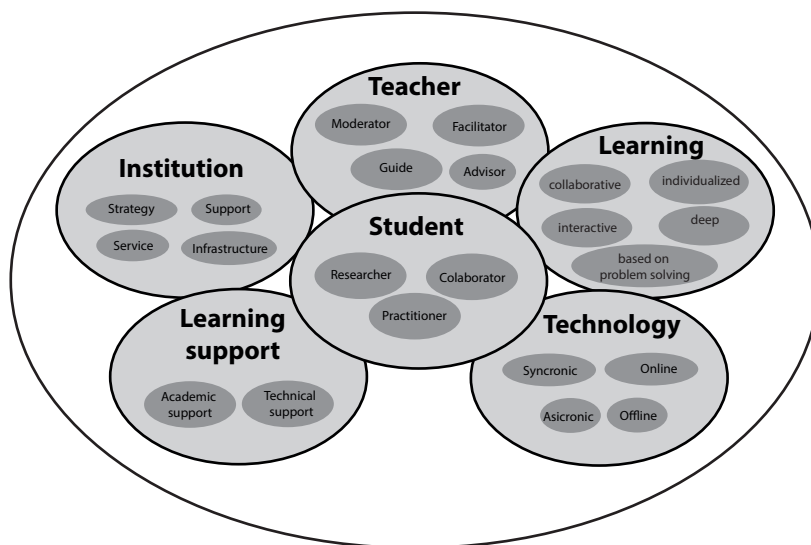 Teacher
Moderator
Facilitator
Guide
Advisor
Institution
Strategy
Support
Service
Infrastructure
Learning
collaborative
individualized
interactive
deep
based on
problem solving
Student
Researcher
Colaborator
Practitioner
Learning
support
Academic
support
Technical
support
Technology
Syncronic
Online
Asicronic
Offline